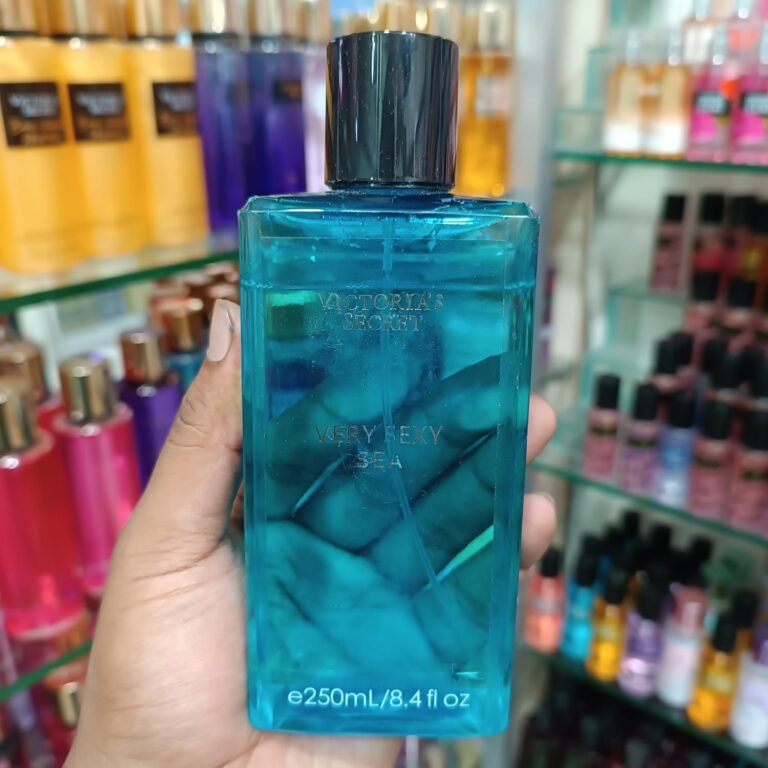 VICTORIA'S
SECRET
VERY SEXY
SEA
e250mL/8.4 fl oz